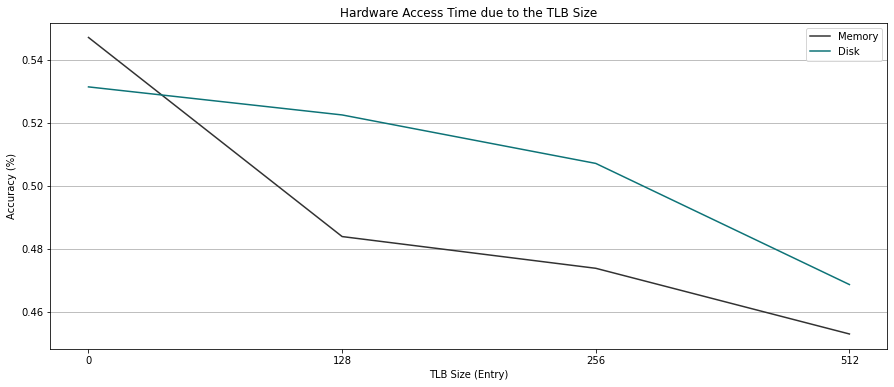 Hardware Access Time due to the TLB Size
Memory
Disk
Accuracy (%)
0.54
0.52
0.50
0.48
0.46
0
128
256
512
TLB Size (Entry)